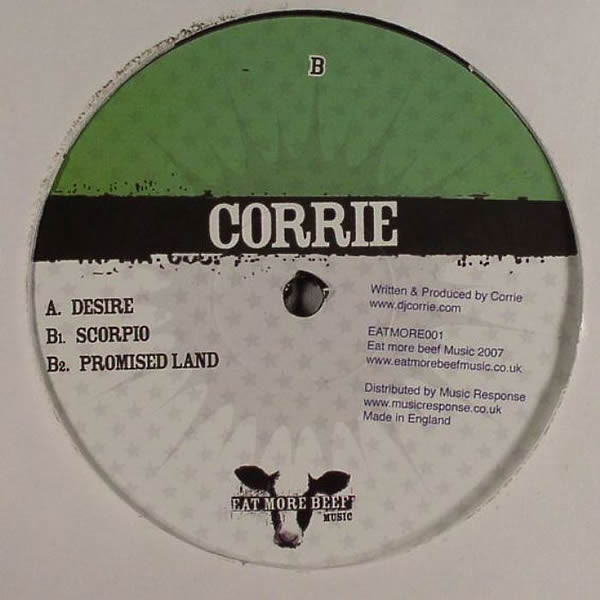 B
CORRIE
A. DESIRE
B1. SCORPIO
B2. PROMISED LAND
Written & Produced by Corrie
www.djcorrie.com
EATMORE001
Eat more beef Music 2007
www.eatmorebeefmusic.co.uk
Distributed by Music Response
www.musicresponse.co.uk
Made in England
EAT MORE BEEF
MUSIC